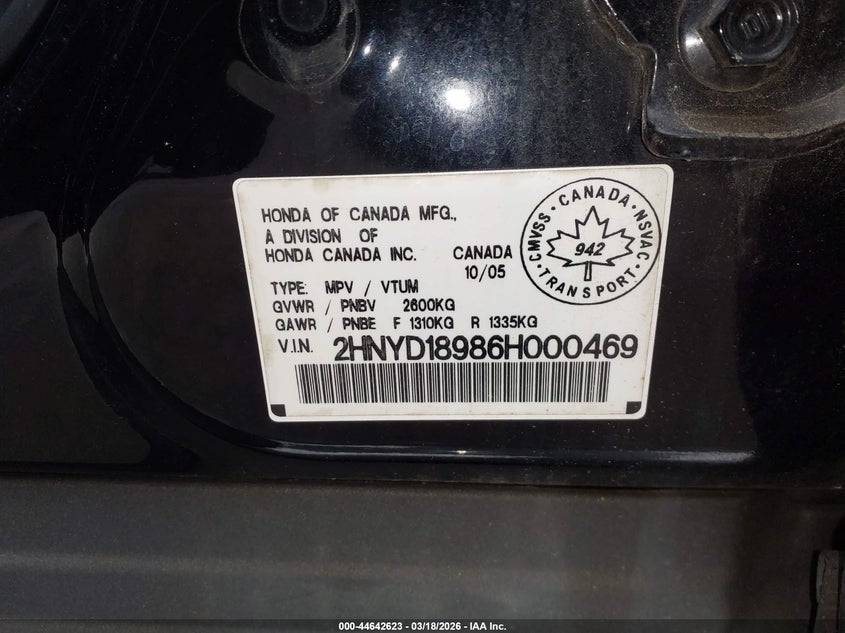 HONDA OF CANADA MFG.,
A DIVISION OF
HONDA CANADA INC. CANADA
10/05
TYPE: MPV / VTUM
GVWR / PNBV 2600KG
GAWR / PNBE F 1310KG R 1335KG
V.I.N. 2HNYD18986H000469
CMVSS · CANADA · NSVAC
942
· TRANSPORT ·
000-44642623 — 03/18/2026 — IAA Inc.